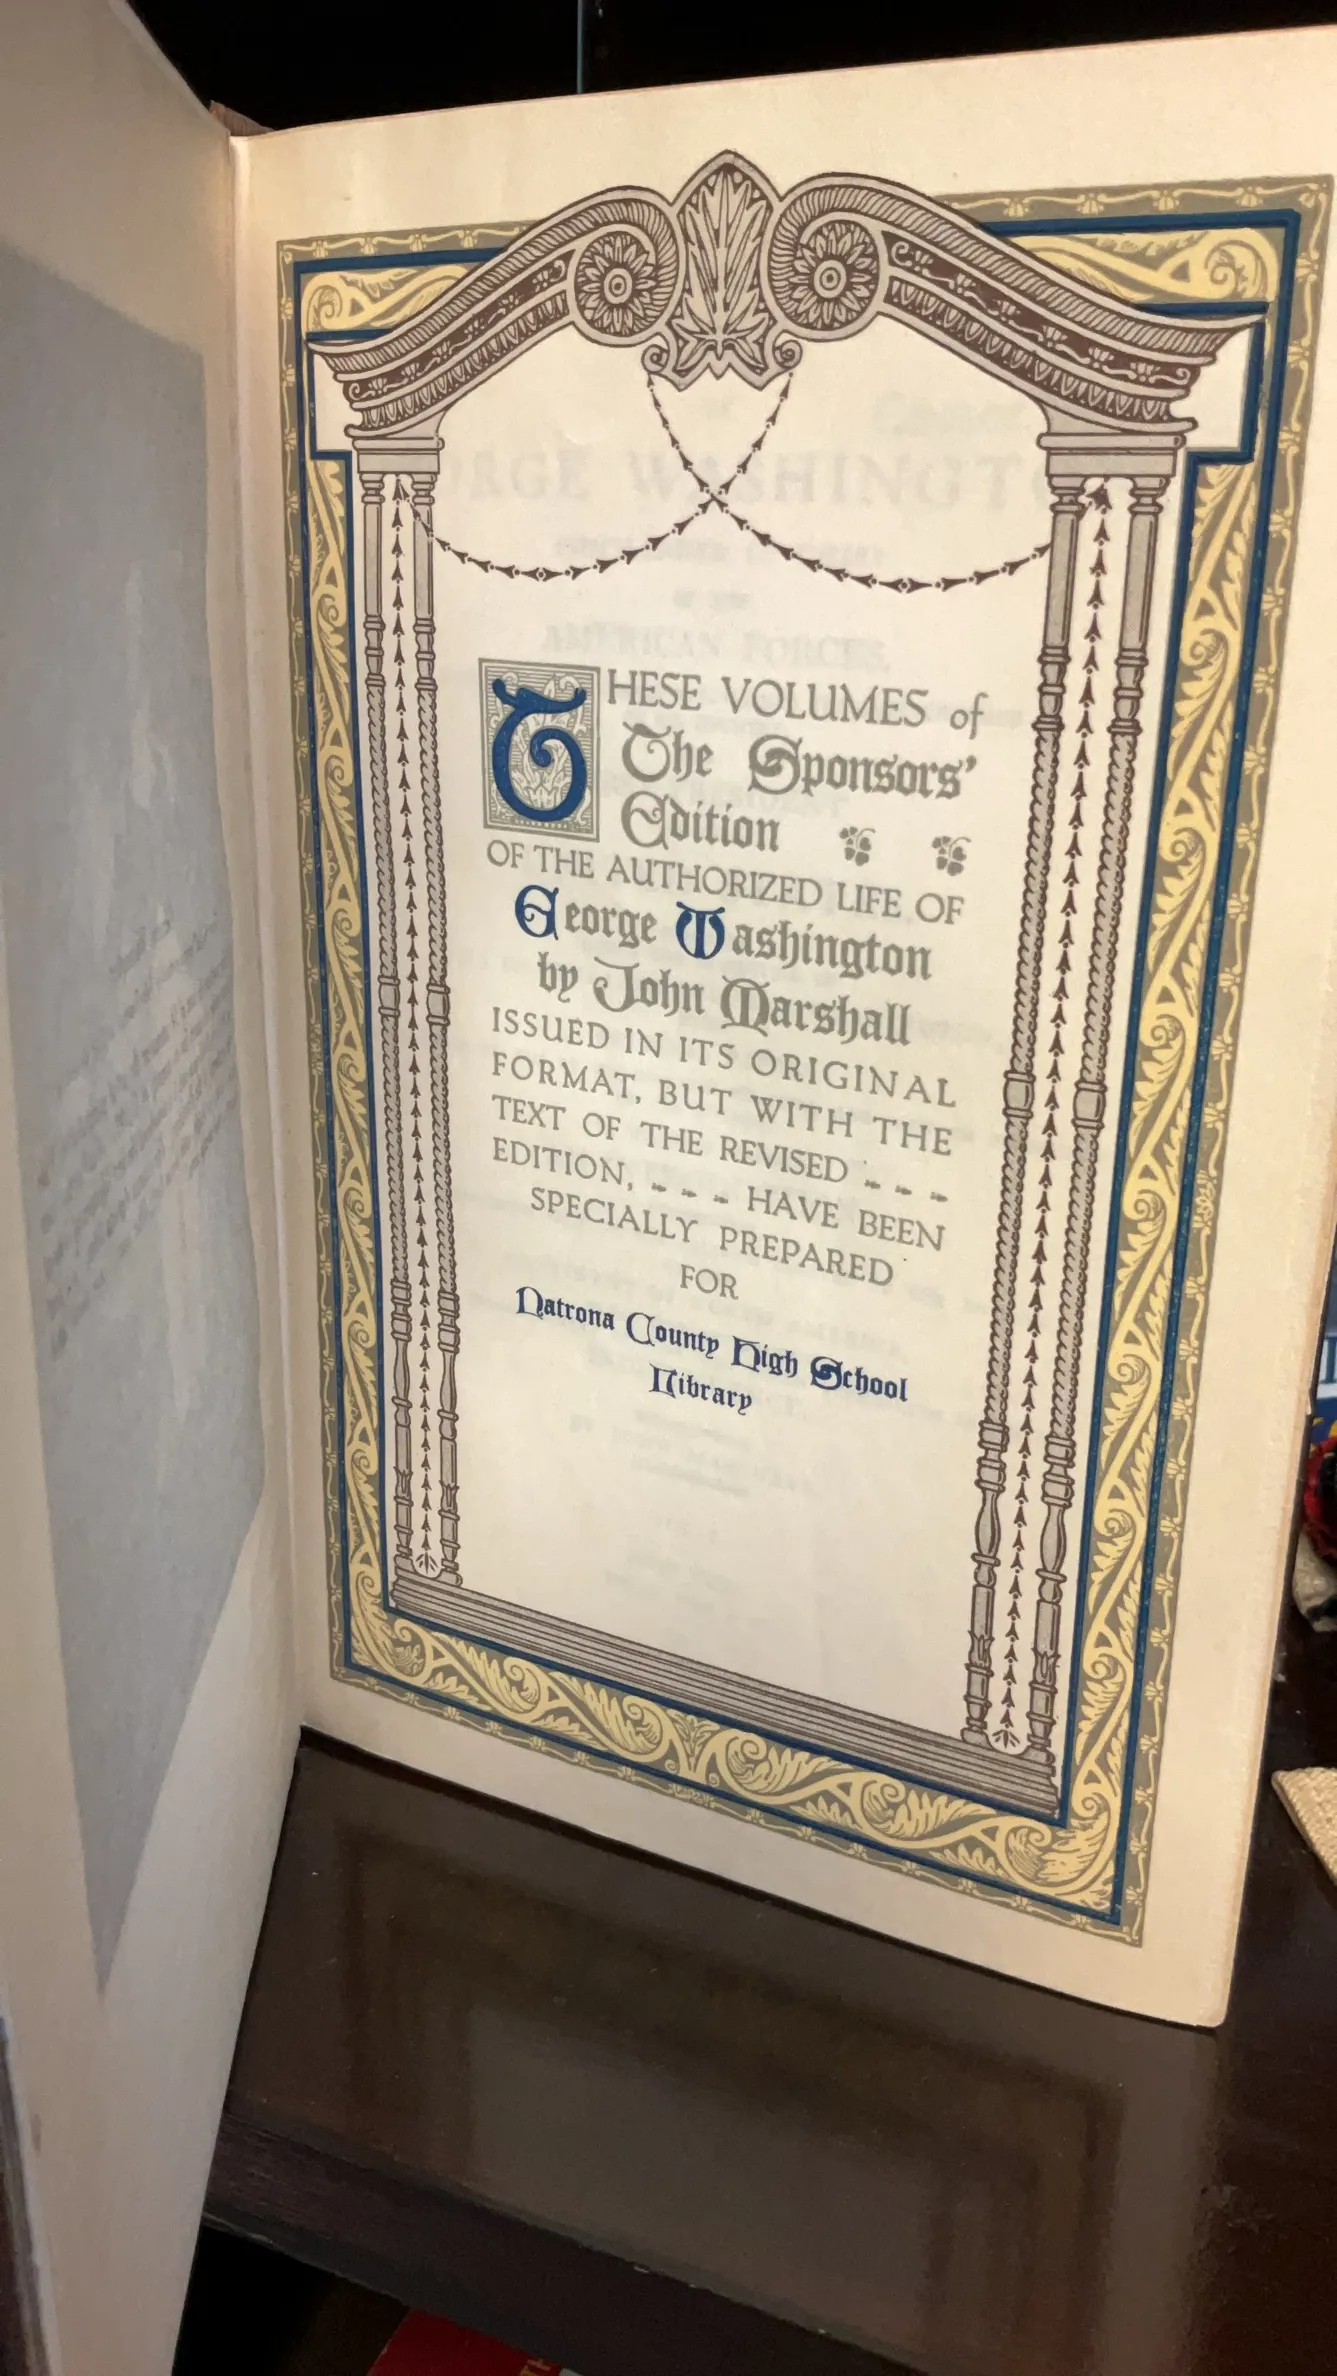 THESE VOLUMES of
The Sponsors'
Edition
OF THE AUTHORIZED LIFE OF
George Washington
by John Marshall
ISSUED IN ITS ORIGINAL
FORMAT, BUT WITH THE
TEXT OF THE REVISED - - -
EDITION, - - - HAVE BEEN
SPECIALLY PREPARED
FOR
Natrona County High School
Library